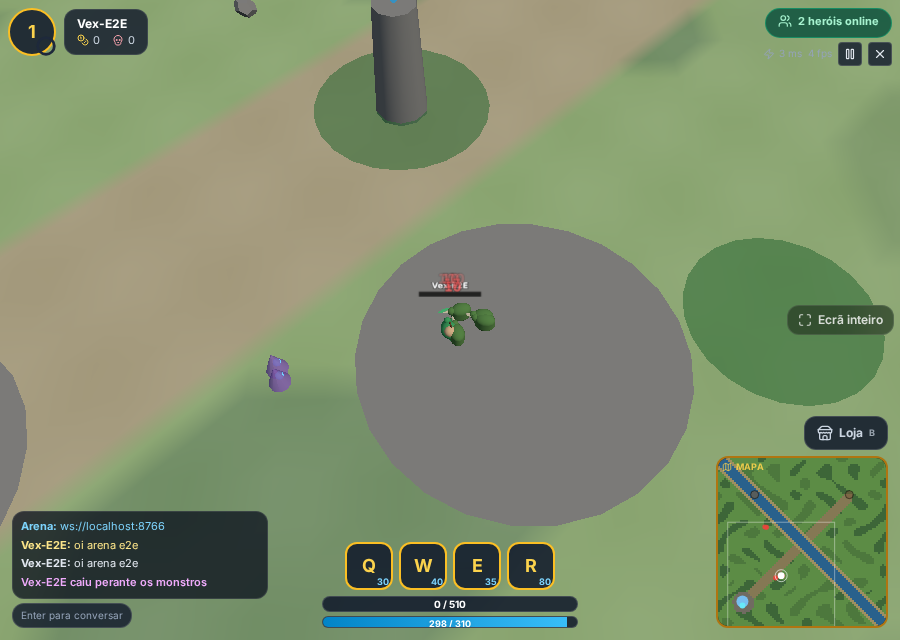 1
Vex-E2E
0 0
2 heróis online
Ecrã inteiro
Loja B
MAPA
Arena: ws://localhost:8766
Vex-E2E: oi arena e2e
Vex-E2E: oi arena e2e
Vex-E2E caiu perante os monstros
Enter para conversar
Q 30
W 40
E 35
R 80
0 / 510
298 / 310